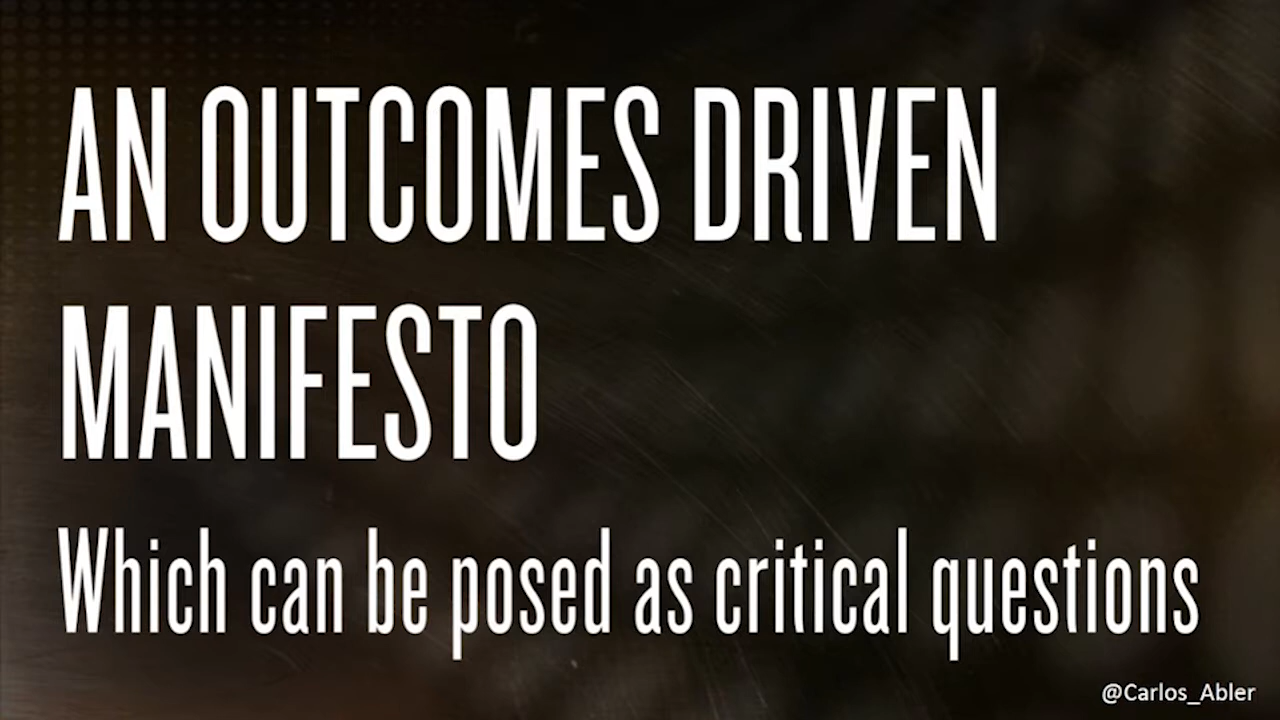 AN OUTCOMES DRIVEN
MANIFESTO
Which can be posed as critical questions
@Carlos_Abler